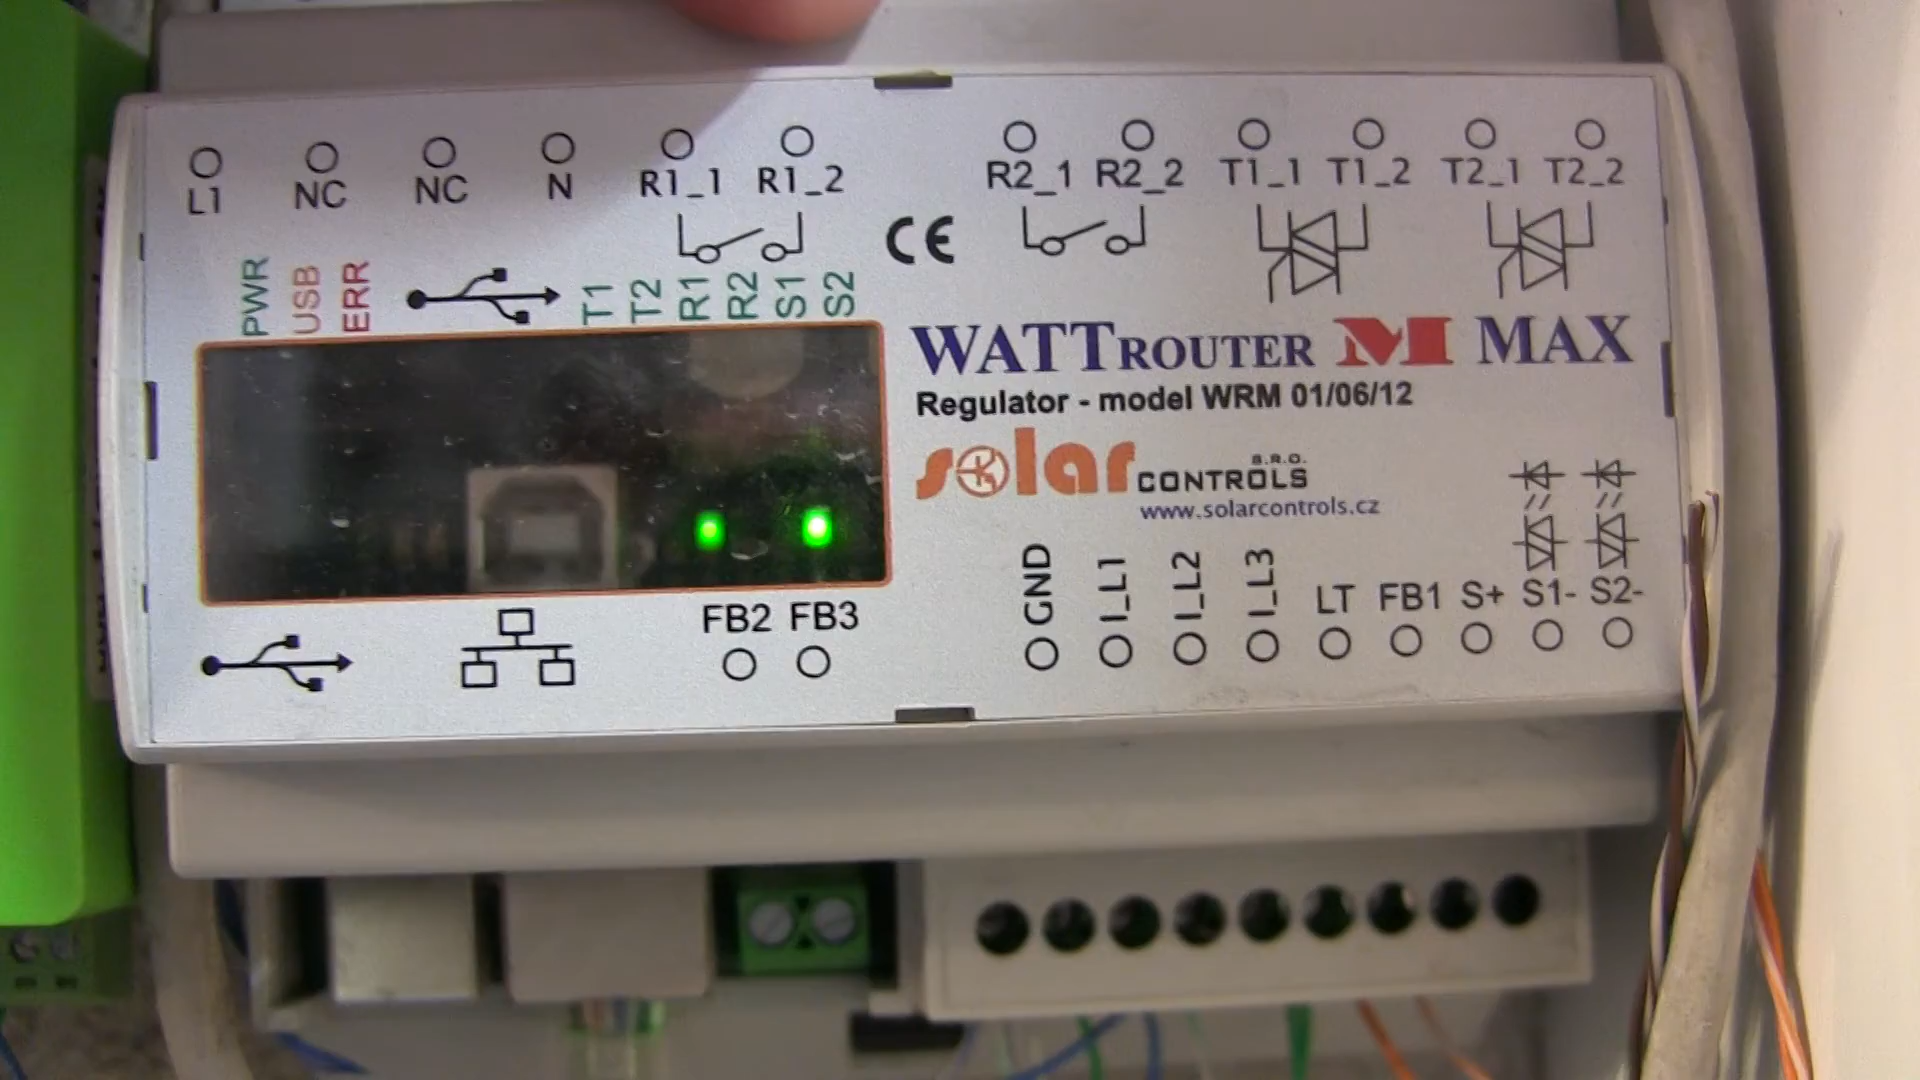 L1 NC NC N R1_1 R1_2 R2_1 R2_2 T1_1 T1_2 T2_1 T2_2
CE
PWR USB ERR T1 T2 R1 R2 S1 S2
WATTROUTER M MAX
Regulator - model WRM 01/06/12
solar CONTROLS S.R.O.
www.solarcontrols.cz
FB2 FB3
GND I_L1 I_L2 I_L3 LT FB1 S+ S1- S2-